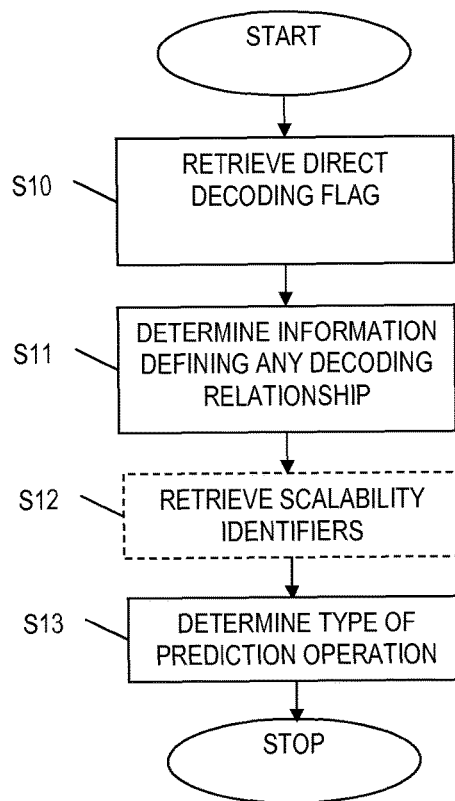 START
S10
RETRIEVE DIRECT
DECODING FLAG
S11
DETERMINE INFORMATION
DEFINING ANY DECODING
RELATIONSHIP
S12
RETRIEVE SCALABILITY
IDENTIFIERS
S13
DETERMINE TYPE OF
PREDICTION OPERATION
STOP